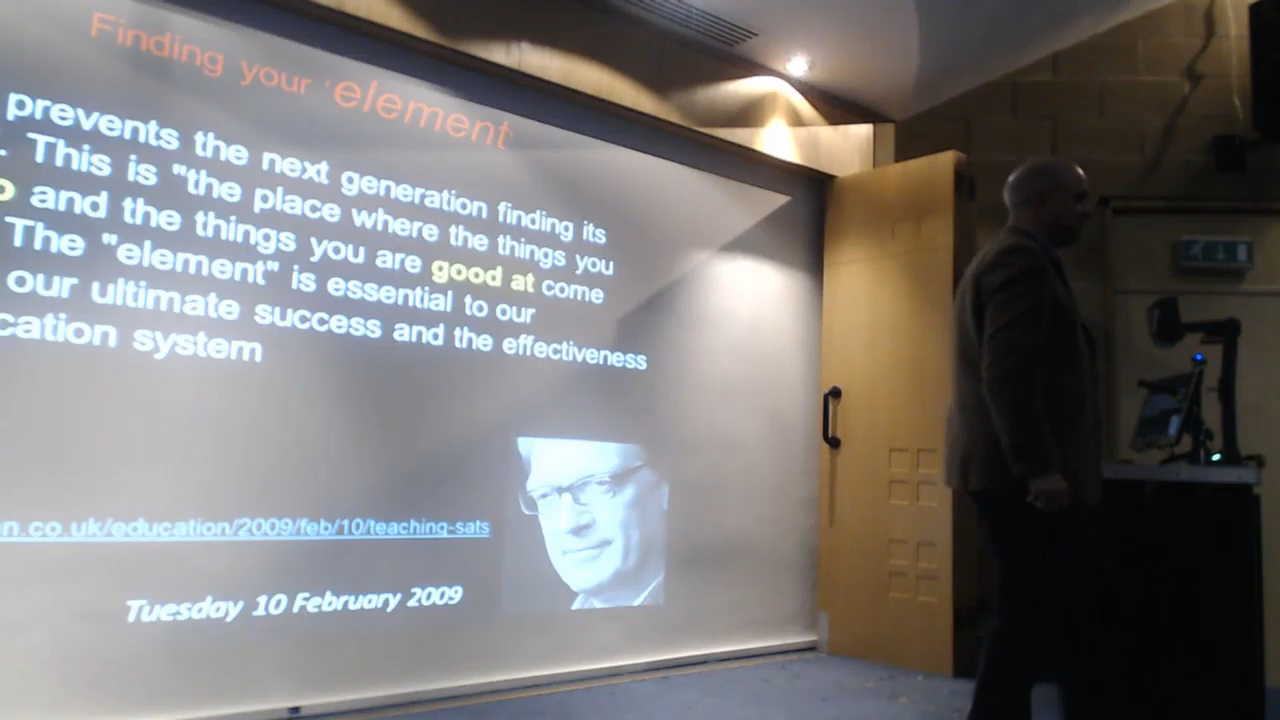 Finding your 'element'
prevents the next generation finding its
. This is "the place where the things you
o and the things you are good at come
The "element" is essential to our
our ultimate success and the effectiveness
cation system
n.co.uk/education/2009/feb/10/teaching-sats
Tuesday 10 February 2009